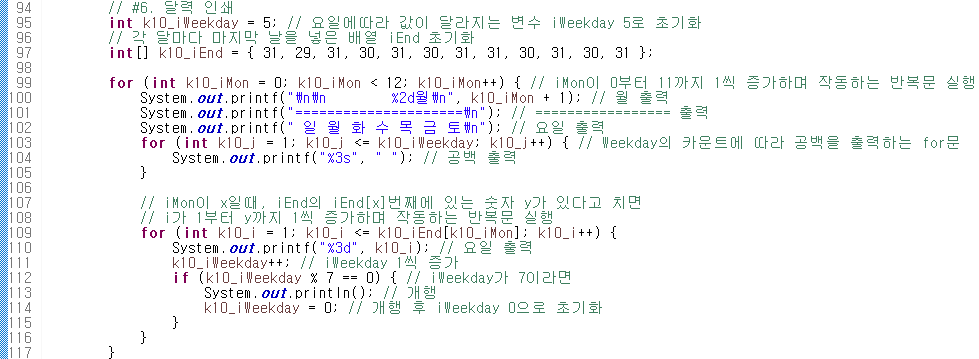 94 // #6. 달력 인쇄
95 int k10_iWeekday = 5; // 요일에따라 값이 달라지는 변수 iWeekday 5로 초기화
96 // 각 달마다 마지막 날을 넣은 배열 iEnd 초기화
97 int[] k10_iEnd = { 31, 29, 31, 30, 31, 30, 31, 31, 30, 31, 30, 31 };
98
99 for (int k10_iMon = 0; k10_iMon < 12; k10_iMon++) { // iMon이 0부터 11까지 1씩 증가하며 작동하는 반복문 실행
100 System.out.printf("\n\n        %2d월\n", k10_iMon + 1); // 월 출력
101 System.out.printf("=====================\n"); // ================= 출력
102 System.out.printf(" 일 월 화 수 목 금 토\n"); // 요일 출력
103 for (int k10_j = 1; k10_j <= k10_iWeekday; k10_j++) { // Weekday의 카운트에 따라 공백을 출력하는 for문
104 System.out.printf("%3s", " "); // 공백 출력
105 }
106
107 // iMon이 x일때, iEnd의 iEnd[x]번째에 있는 숫자 y가 있다고 치면
108 // i가 1부터 y까지 1씩 증가하며 작동하는 반복문 실행
109 for (int k10_i = 1; k10_i <= k10_iEnd[k10_iMon]; k10_i++) {
110 System.out.printf("%3d", k10_i); // 요일 출력
111 k10_iWeekday++; // iWeekday 1씩 증가
112 if (k10_iWeekday % 7 == 0) { // iWeekday가 7이라면
113 System.out.println(); // 개행
114 k10_iWeekday = 0; // 개행 후 iWeekday 0으로 초기화
115 }
116 }
117 }